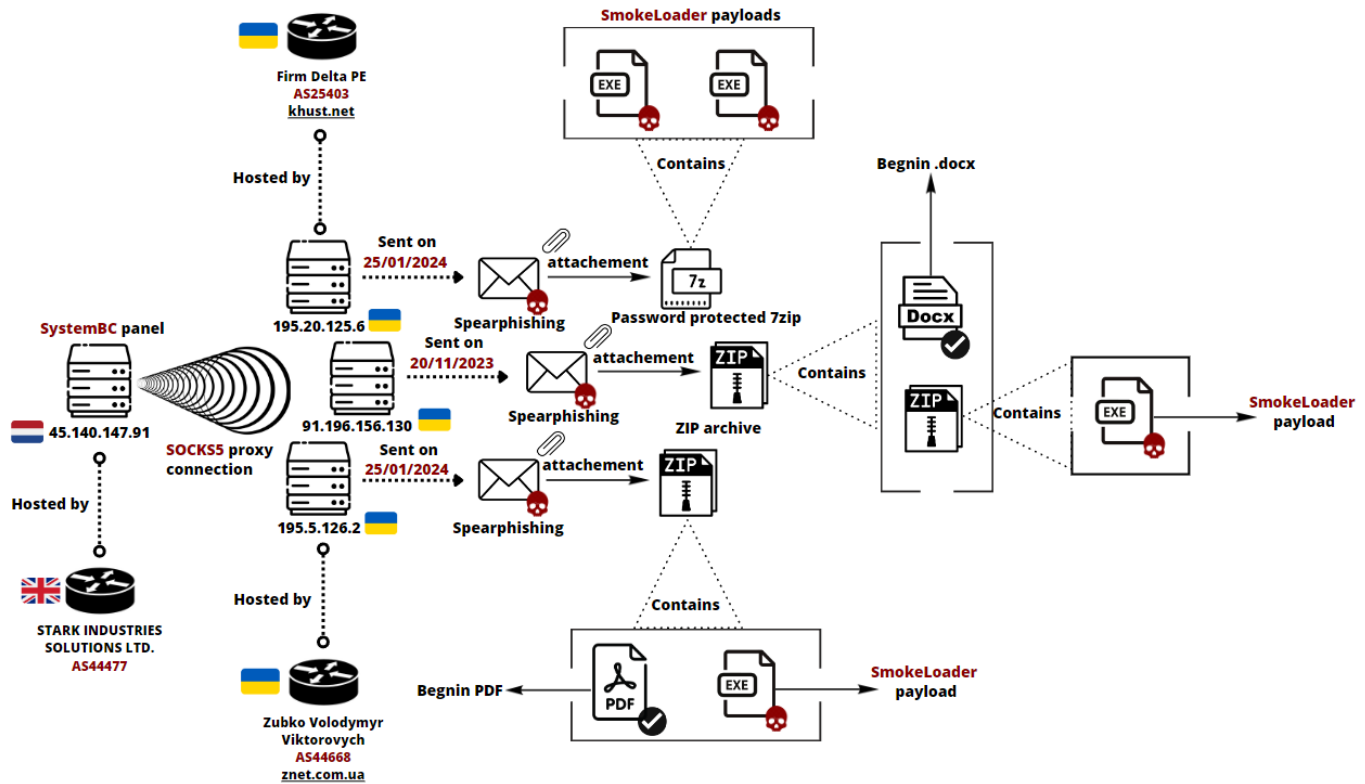 SmokeLoader payloads
EXE
EXE
Contains
Firm Delta PE
AS25403
khust.net
Hosted by
Sent on
25/01/2024
attachement
7z
195.20.125.6
Spearphishing
Password protected 7zip
Begnin .docx
Docx
SystemBC panel
45.140.147.91
SOCKS5 proxy
connection
Sent on
20/11/2023
attachement
ZIP
91.196.156.130
Spearphishing
ZIP archive
Contains
ZIP
Contains
EXE
SmokeLoader
payload
Sent on
25/01/2024
attachement
ZIP
195.5.126.2
Spearphishing
Hosted by
STARK INDUSTRIES
SOLUTIONS LTD.
AS44477
Hosted by
Zubko Volodymyr
Viktorovych
AS44668
znet.com.ua
Contains
Begnin PDF
PDF
EXE
SmokeLoader
payload